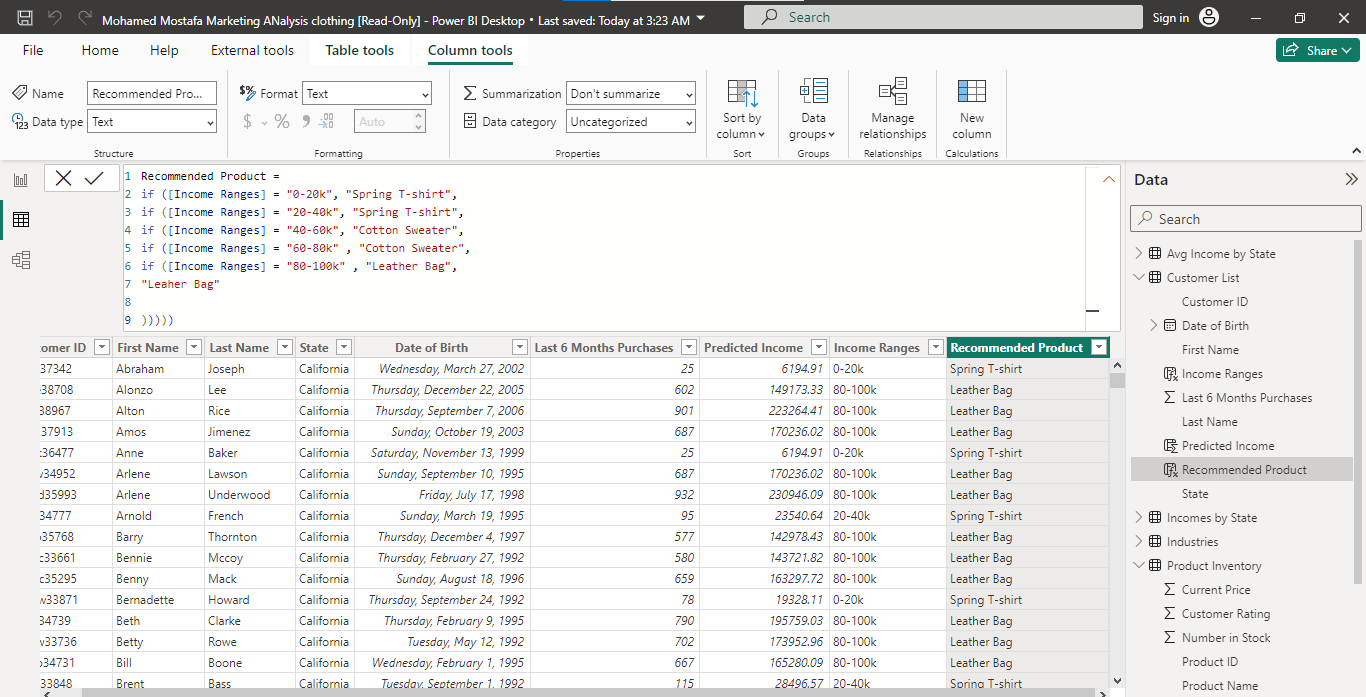 Mohamed Mostafa Marketing ANalysis clothing [Read-Only] - Power BI Desktop • Last saved: Today at 3:23 AM
Search
Sign in
File Home Help External tools Table tools Column tools
Share
Name Recommended Pro...
Data type Text
Structure
Format Text
$ % Auto
Formatting
Summarization Don't summarize
Data category Uncategorized
Properties
Sort by
column
Sort
Data
groups
Groups
Manage
relationships
Relationships
New
column
Calculations
1 Recommended Product =
2 if ([Income Ranges] = "0-20k", "Spring T-shirt",
3 if ([Income Ranges] = "20-40k", "Spring T-shirt",
4 if ([Income Ranges] = "40-60k", "Cotton Sweater",
5 if ([Income Ranges] = "60-80k" , "Cotton Sweater",
6 if ([Income Ranges] = "80-100k" , "Leather Bag",
7 "Leaher Bag"
8
9 )))))
omer ID First Name Last Name State Date of Birth Last 6 Months Purchases Predicted Income Income Ranges Recommended Product
37342 Abraham Joseph California Wednesday, March 27, 2002 25 6194.91 0-20k Spring T-shirt
38708 Alonzo Lee California Thursday, December 22, 2005 602 149173.33 80-100k Leather Bag
38967 Alton Rice California Thursday, September 7, 2006 901 223264.41 80-100k Leather Bag
37913 Amos Jimenez California Sunday, October 19, 2003 687 170236.02 80-100k Leather Bag
36477 Anne Baker California Saturday, November 13, 1999 25 6194.91 0-20k Spring T-shirt
34952 Arlene Lawson California Sunday, September 10, 1995 687 170236.02 80-100k Leather Bag
35993 Arlene Underwood California Friday, July 17, 1998 932 230946.09 80-100k Leather Bag
34777 Arnold French California Sunday, March 19, 1995 95 23540.64 20-40k Spring T-shirt
35768 Barry Thornton California Thursday, December 4, 1997 577 142978.43 80-100k Leather Bag
33661 Bennie Mccoy California Thursday, February 27, 1992 580 143721.82 80-100k Leather Bag
35295 Benny Mack California Sunday, August 18, 1996 659 163297.72 80-100k Leather Bag
w33871 Bernadette Howard California Thursday, September 24, 1992 78 19328.11 0-20k Spring T-shirt
34739 Beth Clarke California Thursday, February 9, 1995 790 195759.03 80-100k Leather Bag
33736 Betty Rowe California Tuesday, May 12, 1992 702 173952.96 80-100k Leather Bag
34731 Bill Boone California Wednesday, February 1, 1995 667 165280.09 80-100k Leather Bag
33848 Brent Bass California Tuesday, September 1, 1992 115 28496.57 20-40k Spring T-shirt
Data
Search
Avg Income by State
Customer List
Customer ID
Date of Birth
First Name
Income Ranges
Last 6 Months Purchases
Last Name
Predicted Income
Recommended Product
State
Incomes by State
Industries
Product Inventory
Current Price
Customer Rating
Number in Stock
Product ID
Product Name